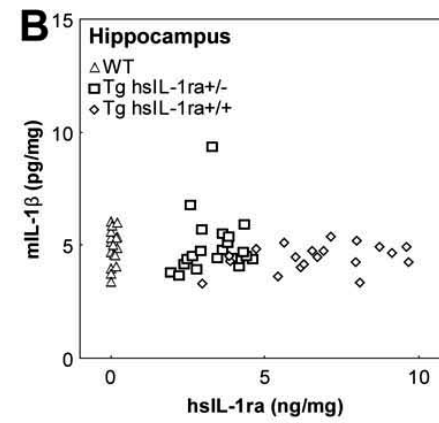 B
15
Hippocampus
WT
Tg hsIL-1ra+/-
Tg hsIL-1ra+/+
10
5
0
mIL-1β (pg/mg)
0 5 10
hsIL-1ra (ng/mg)